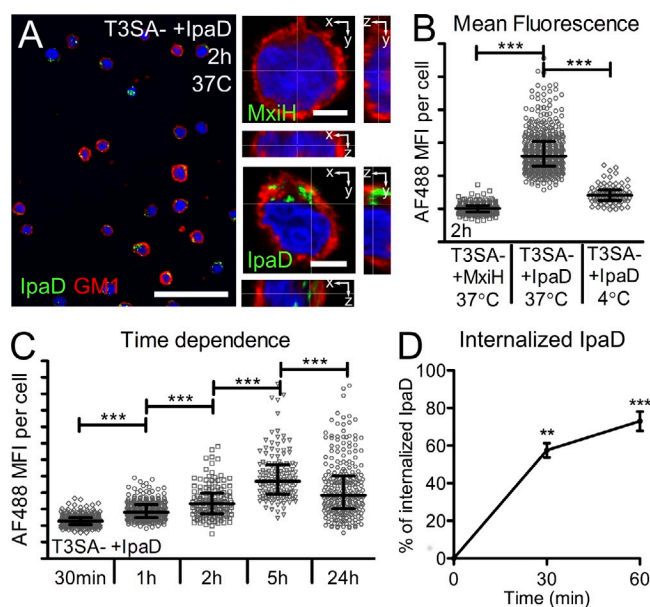 A
T3SA- +IpaD
2h
37C
IpaD GM1
x
y
MxiH
x
z
x
y
IpaD
x
z
B
Mean Fluorescence
***
***
AF488 MFI per cell
2h
T3SA-
+MxiH
37°C
T3SA-
+IpaD
37°C
T3SA-
+IpaD
4°C
C
Time dependence
***
***
***
***
AF488 MFI per cell
T3SA- +IpaD
30min
1h
2h
5h
24h
D
Internalized IpaD
% of internalized IpaD
100
80
60
40
20
0
**
***
0
30
60
Time (min)